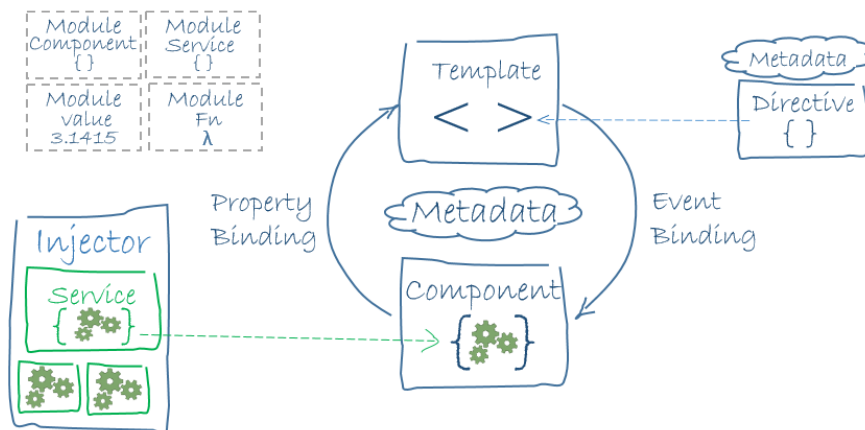 Module
Component
{ }
Module
Service
{ }
Module
value
3.1415
Module
Fn
λ
Template
< >
Metadata
Directive
{ }
Property
Binding
Metadata
Event
Binding
Injector
Service
{ }
Component
{ }